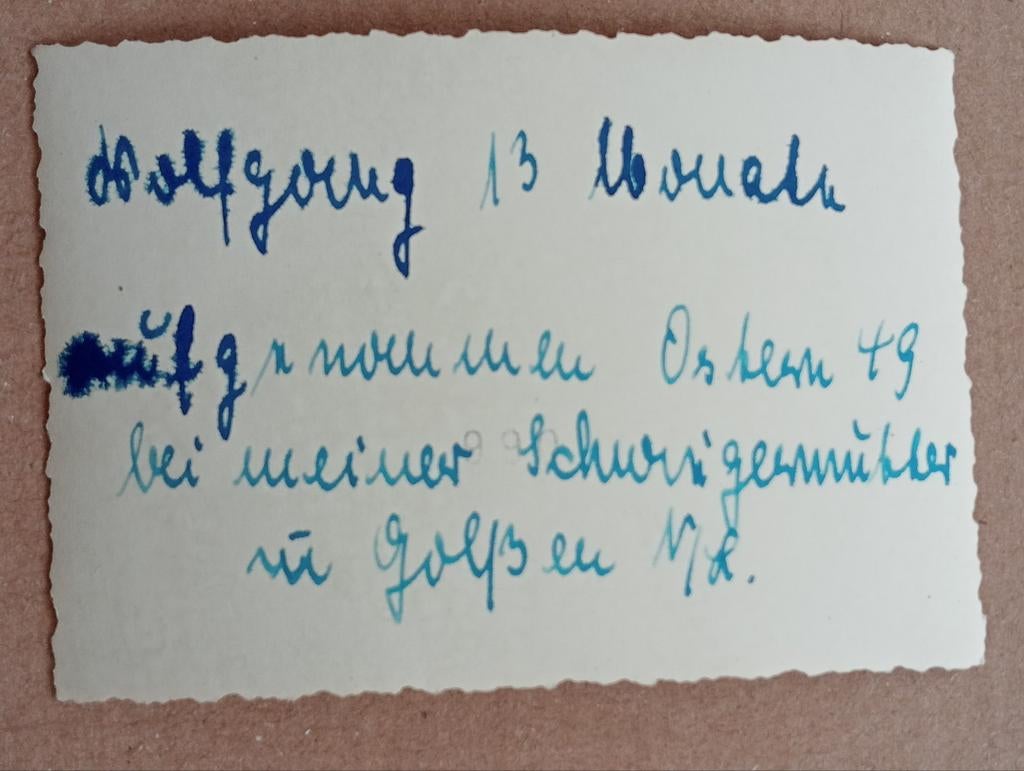 Wolfgang 13 Monate
aufgenommen Ostern 49
bei meiner Schwiegermutter
in Golßen N/L.